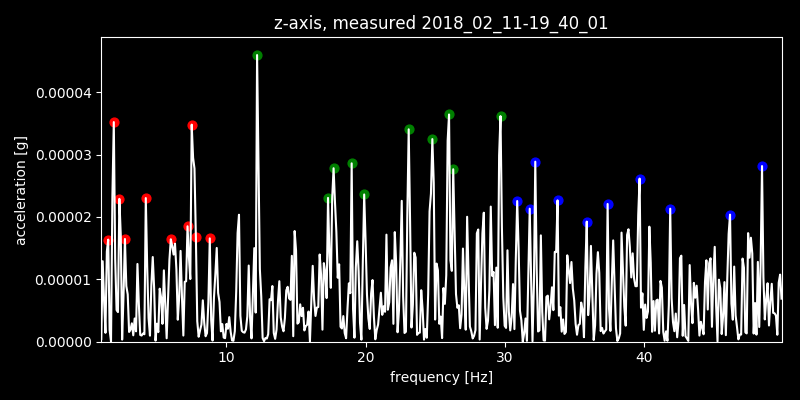 z-axis, measured 2018_02_11-19_40_01
acceleration [g]
0.00004
0.00003
0.00002
0.00001
0.00000
10 20 30 40
frequency [Hz]